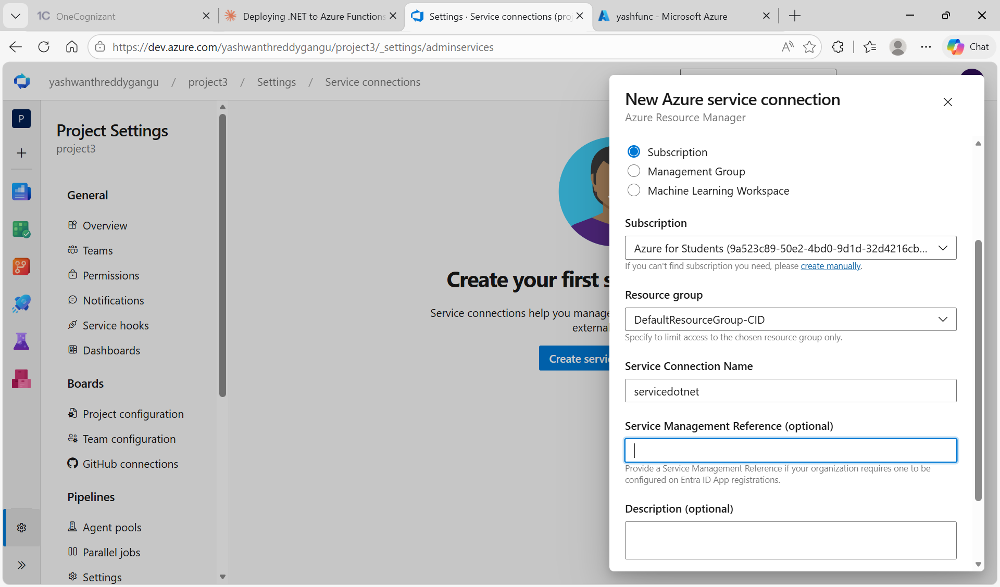 1C OneCognizant
Deploying .NET to Azure Functions
Settings · Service connections (proj
yashfunc - Microsoft Azure
https://dev.azure.com/yashwanthreddygangu/project3/_settings/adminservices
Chat
yashwanthreddygangu / project3 / Settings / Service connections
P
Project Settings
project3
General
Overview
Teams
Permissions
Notifications
Service hooks
Dashboards
Boards
Project configuration
Team configuration
GitHub connections
Pipelines
Agent pools
Parallel jobs
Settings
Create your first s
Service connections help you manage
external
Create servic
New Azure service connection
Azure Resource Manager
Subscription
Management Group
Machine Learning Workspace
Subscription
Azure for Students (9a523c89-50e2-4bd0-9d1d-32d4216cb...
If you can't find subscription you need, please create manually.
Resource group
DefaultResourceGroup-CID
Specify to limit access to the chosen resource group only.
Service Connection Name
servicedotnet
Service Management Reference (optional)
Provide a Service Management Reference if your organization requires one to be
configured on Entra ID App registrations.
Description (optional)